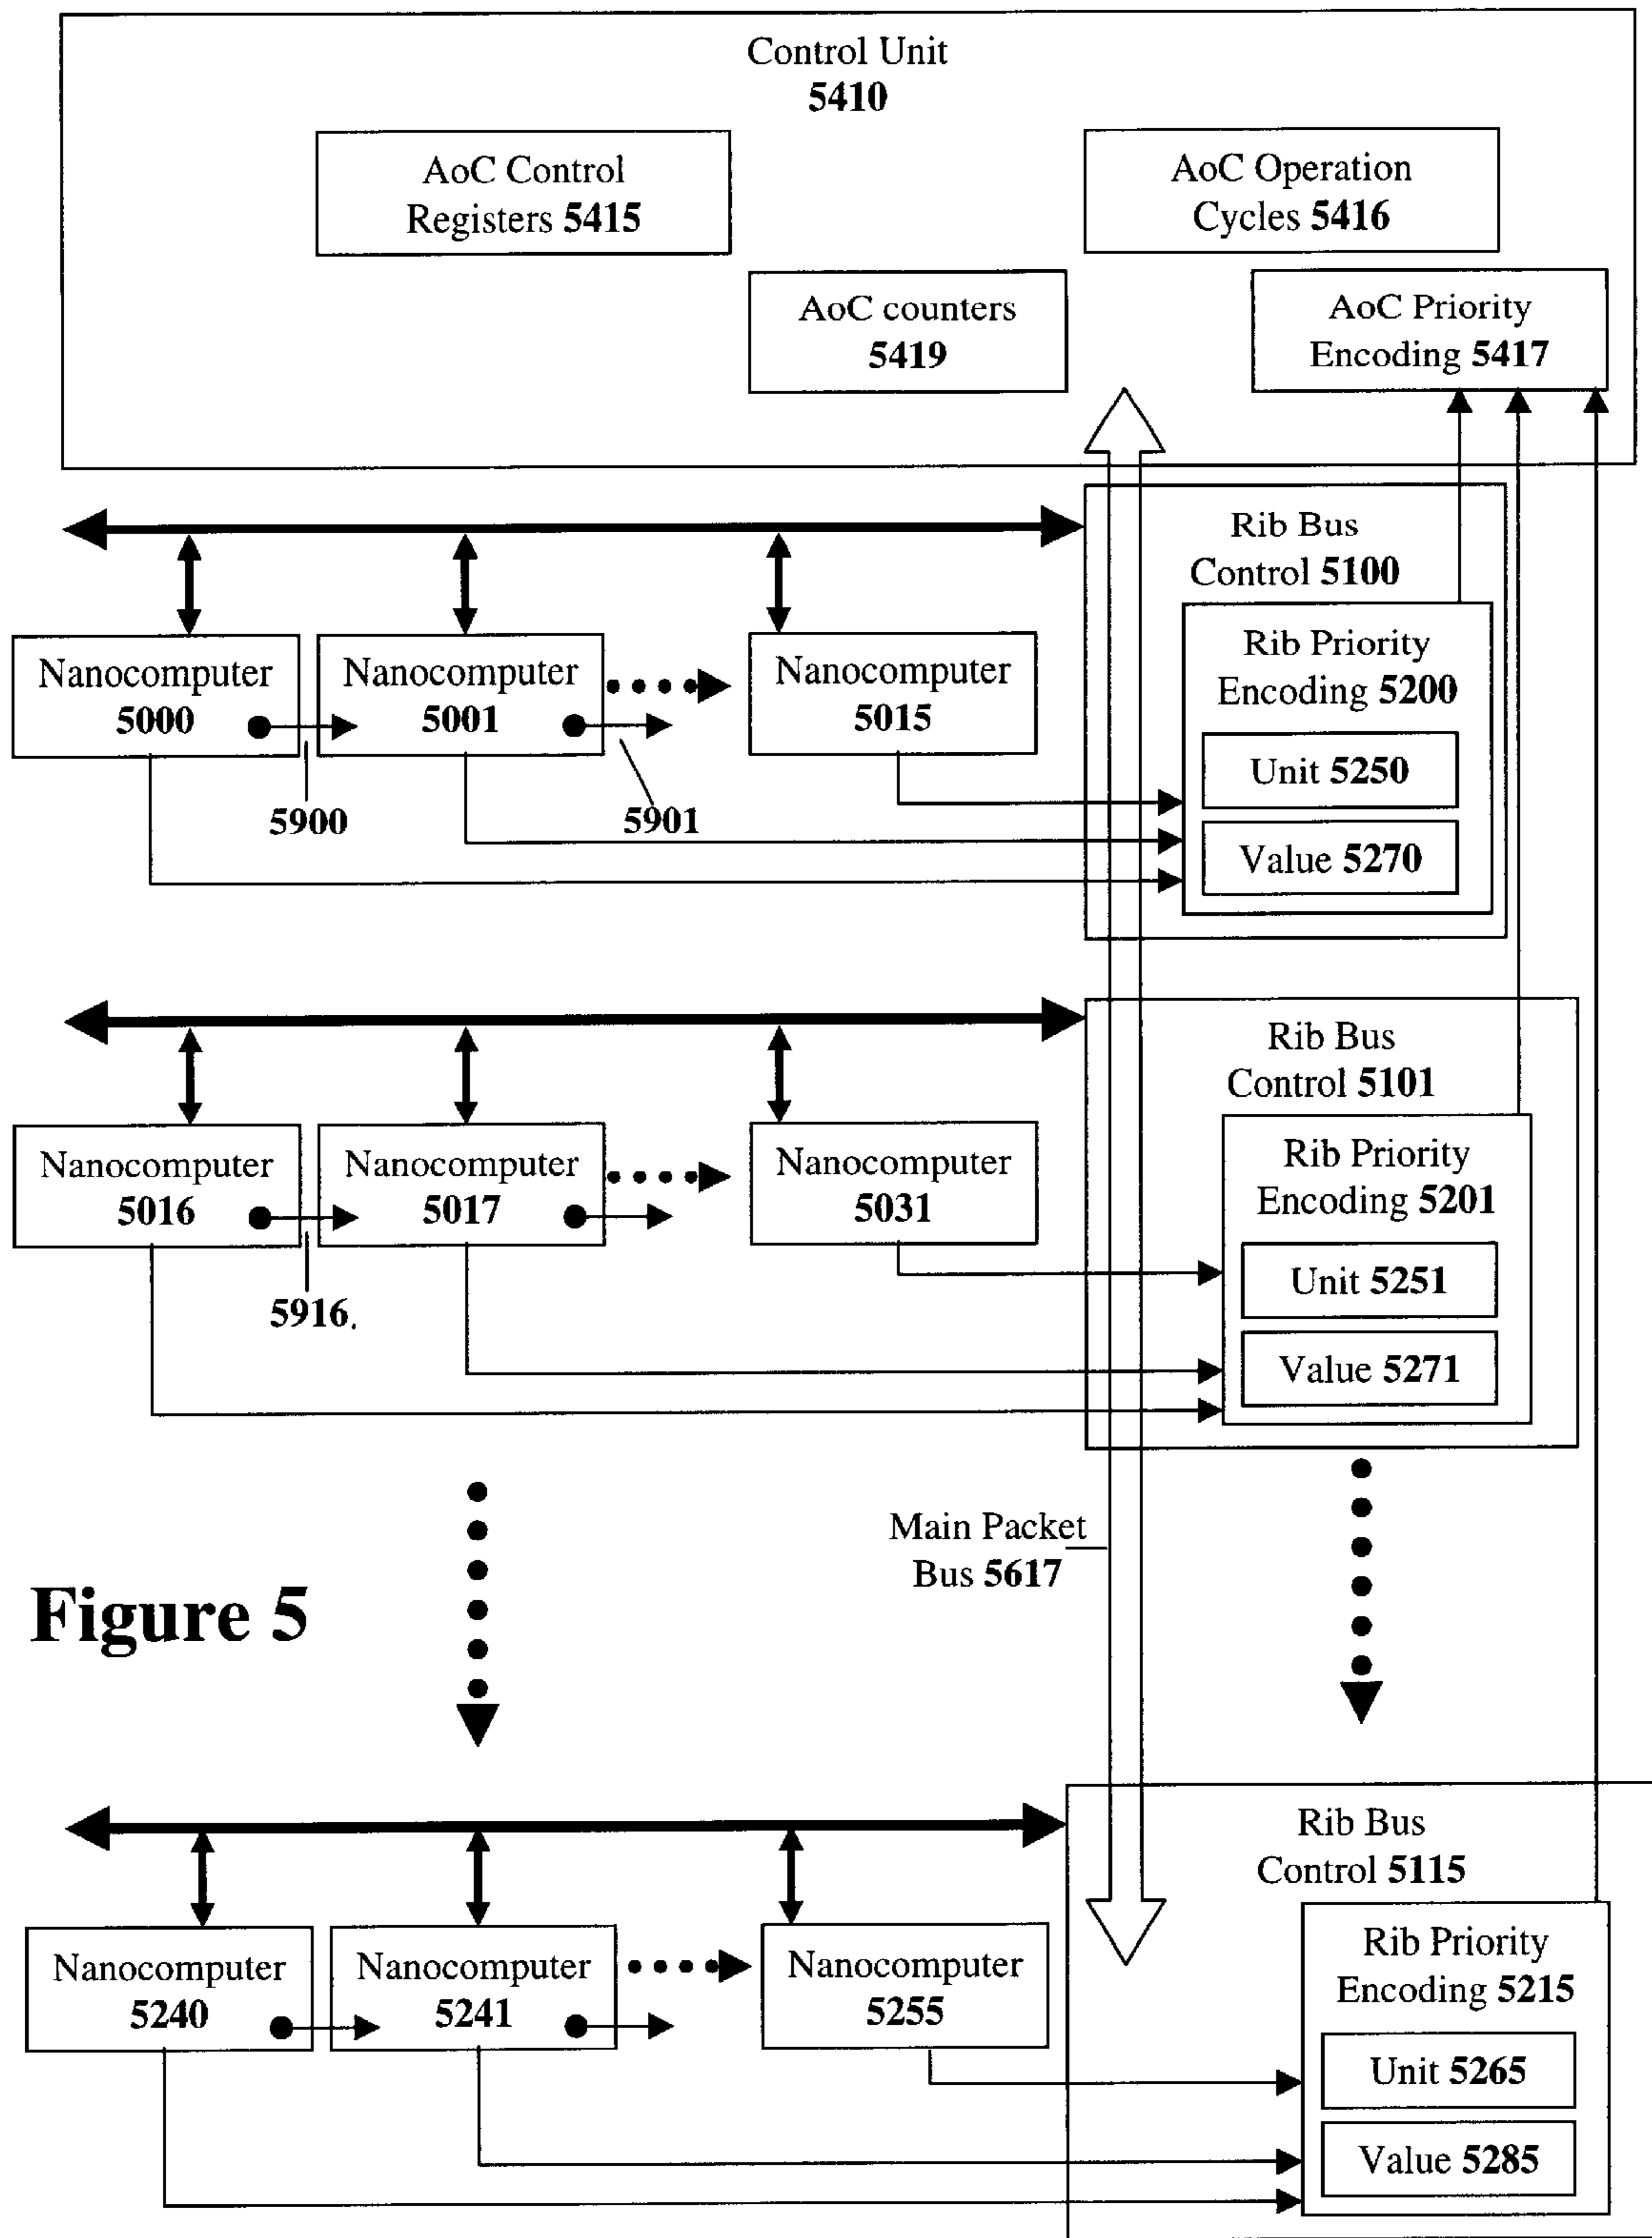 Control Unit
5410
AoC Control
Registers 5415
AoC Operation
Cycles 5416
AoC counters
5419
AoC Priority
Encoding 5417
Rib Bus
Control 5100
Nanocomputer
5000
Nanocomputer
5001
Nanocomputer
5015
Rib Priority
Encoding 5200
Unit 5250
Value 5270
5900
5901
Rib Bus
Control 5101
Nanocomputer
5016
Nanocomputer
5017
Nanocomputer
5031
Rib Priority
Encoding 5201
Unit 5251
Value 5271
5916.
Main Packet
Bus 5617
Figure 5
Rib Bus
Control 5115
Nanocomputer
5240
Nanocomputer
5241
Nanocomputer
5255
Rib Priority
Encoding 5215
Unit 5265
Value 5285